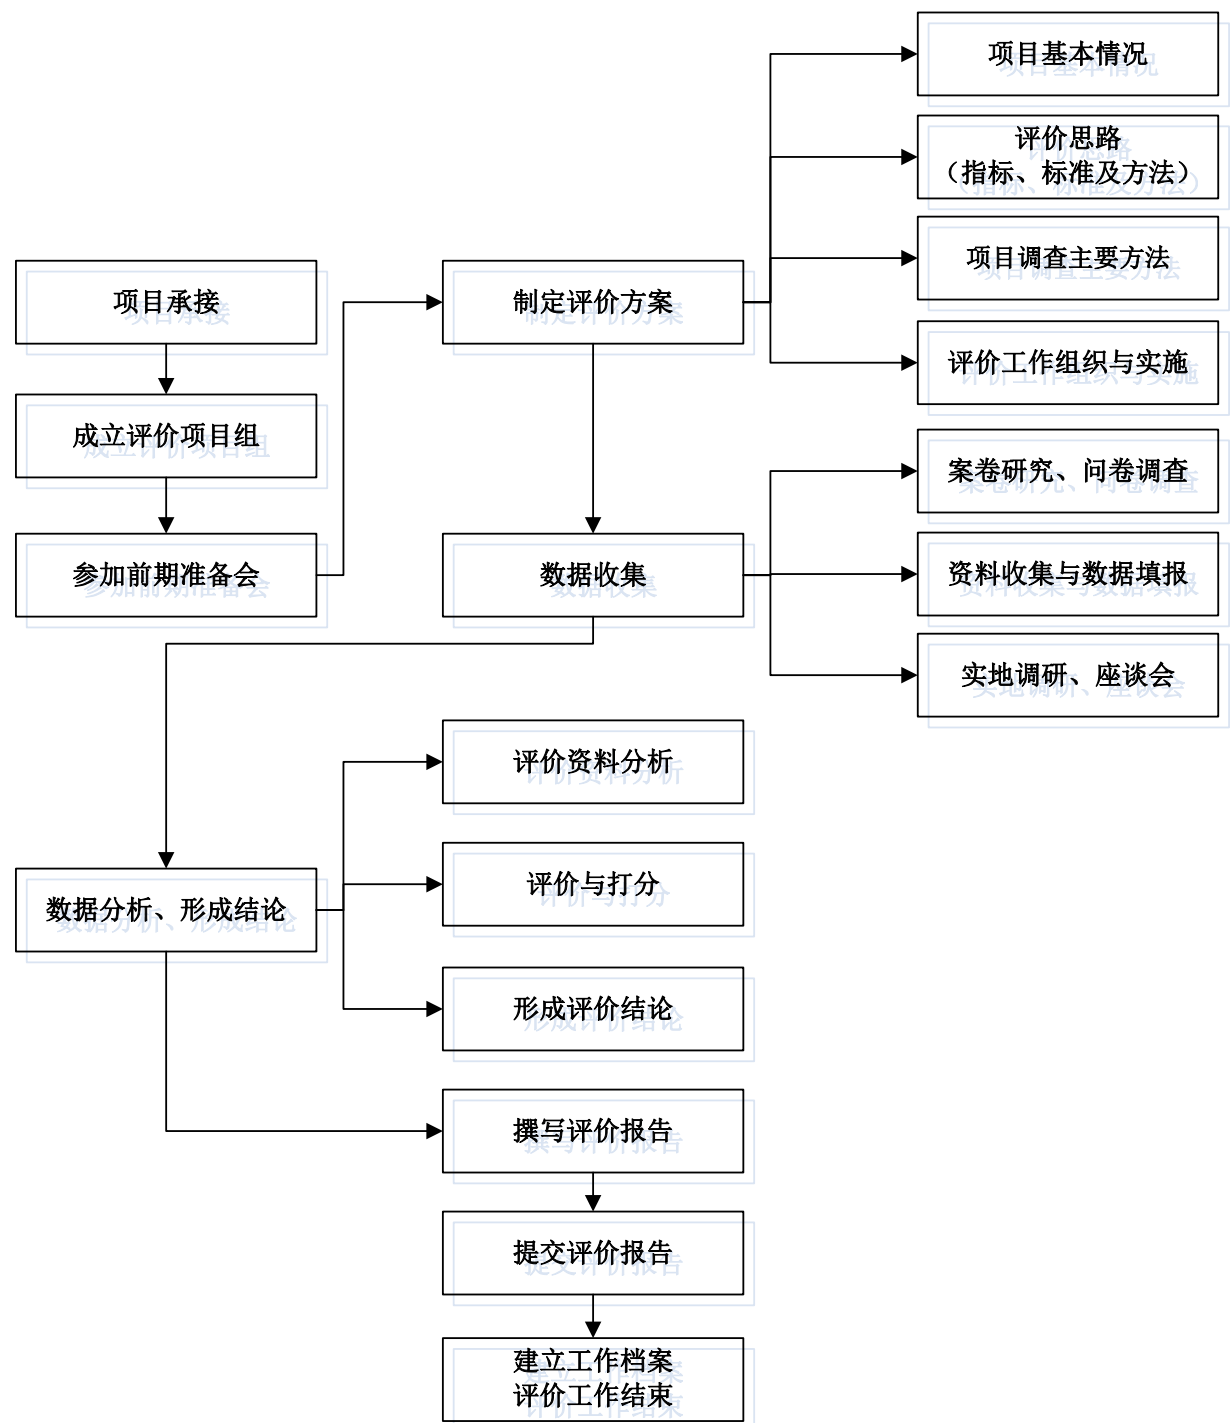 项目基本情况
评价思路
（指标、标准及方法）
项目调查主要方法
项目承接
制定评价方案
评价工作组织与实施
成立评价项目组
案卷研究、问卷调查
参加前期准备会
数据收集
资料收集与数据填报
实地调研、座谈会
评价资料分析
评价与打分
数据分析、形成结论
形成评价结论
撰写评价报告
提交评价报告
建立工作档案
评价工作结束